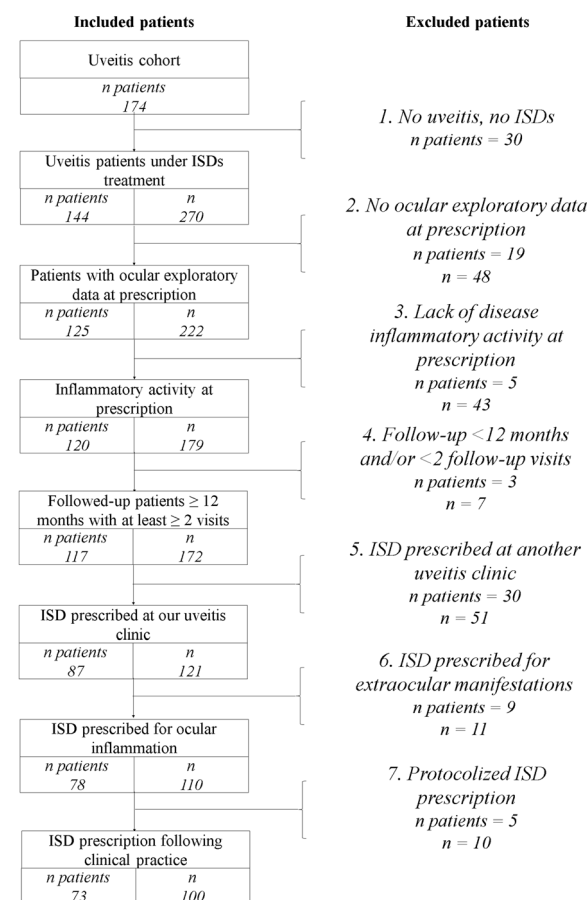 Included patients
Excluded patients
Uveitis cohort
n patients
174
1. No uveitis, no ISDs
n patients = 30
Uveitis patients under ISDs
treatment
n patients n
144 270
2. No ocular exploratory data
at prescription
n patients = 19
n = 48
Patients with ocular exploratory
data at prescription
n patients n
125 222
3. Lack of disease
inflammatory activity at
prescription
n patients = 5
n = 43
Inflammatory activity at
prescription
n patients n
120 179
4. Follow-up <12 months
and/or <2 follow-up visits
n patients = 3
n = 7
Followed-up patients ≥ 12
months with at least ≥ 2 visits
n patients n
117 172
5. ISD prescribed at another
uveitis clinic
n patients = 30
n = 51
ISD prescribed at our uveitis
clinic
n patients n
87 121
6. ISD prescribed for
extraocular manifestations
n patients = 9
n = 11
ISD prescribed for ocular
inflammation
n patients n
78 110
7. Protocolized ISD
prescription
n patients = 5
n = 10
ISD prescription following
clinical practice
n patients n
73 100